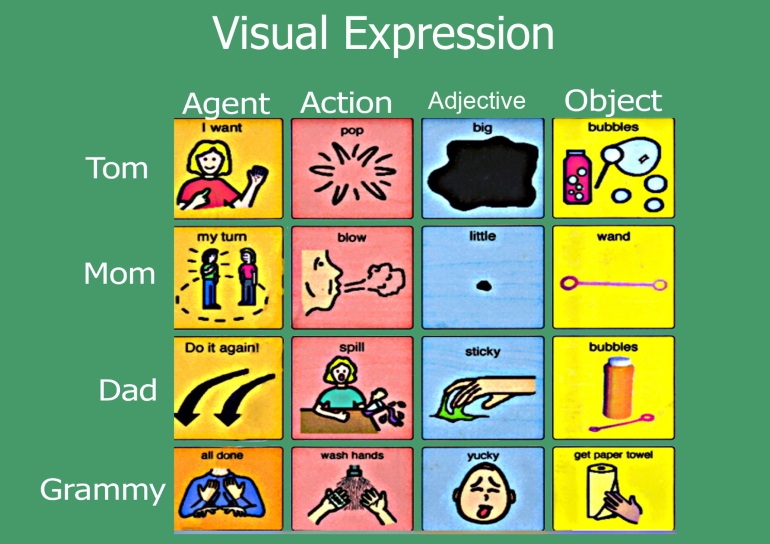 Visual Expression
Agent Action Adjective Object
Tom
I want pop big bubbles
Mom
my turn blow little wand
Dad
Do it again! spill sticky bubbles
Grammy
all done wash hands yucky get paper towel